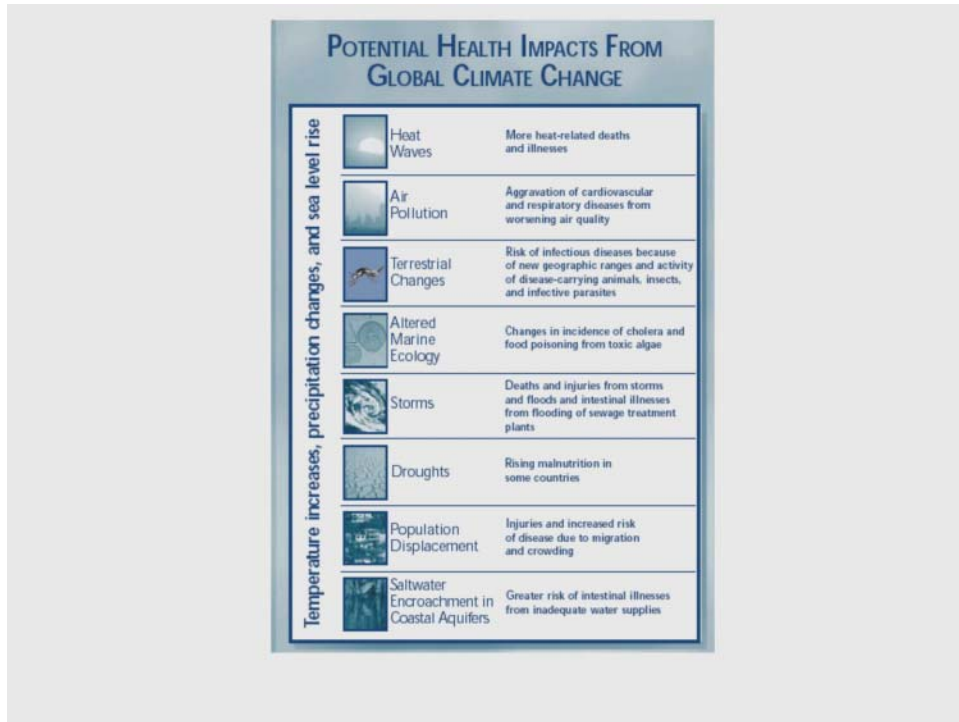 POTENTIAL HEALTH IMPACTS FROM
GLOBAL CLIMATE CHANGE
Temperature increases, precipitation changes, and sea level rise
Heat
Waves
More heat-related deaths
and illnesses
Air
Pollution
Aggravation of cardiovascular
and respiratory diseases from
worsening air quality
Terrestrial
Changes
Risk of infectious diseases because
of new geographic ranges and activity
of disease-carrying animals, insects,
and infective parasites
Altered
Marine
Ecology
Changes in incidence of cholera and
food poisoning from toxic algae
Storms
Deaths and injuries from storms
and floods and intestinal illnesses
from flooding of sewage treatment
plants
Droughts
Rising malnutrition in
some countries
Population
Displacement
Injuries and increased risk
of disease due to migration
and crowding
Saltwater
Encroachment in
Coastal Aquifers
Greater risk of intestinal illnesses
from inadequate water supplies